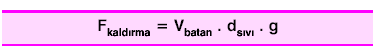 F kaldırma = V batan . d sıvı . g